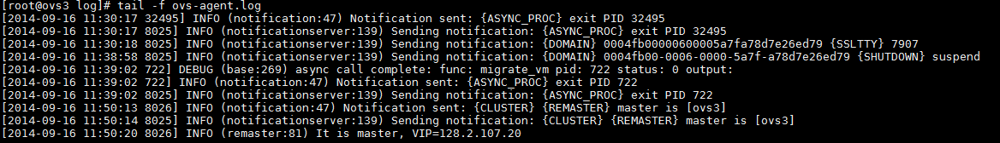 [root@ovs3 log]# tail -f ovs-agent.log
[2014-09-16 11:30:17 32495] INFO (notification:47) Notification sent: {ASYNC_PROC} exit PID 32495
[2014-09-16 11:30:17 8025] INFO (notificationserver:139) Sending notification: {ASYNC_PROC} exit PID 32495
[2014-09-16 11:30:18 8025] INFO (notificationserver:139) Sending notification: {DOMAIN} 0004fb00000600005a7fa78d7e26ed79 {SSLTTY} 7907
[2014-09-16 11:38:58 8025] INFO (notificationserver:139) Sending notification: {DOMAIN} 0004fb00-0006-0000-5a7f-a78d7e26ed79 {SHUTDOWN} suspend
[2014-09-16 11:39:02 722] DEBUG (base:269) async call complete: func: migrate_vm pid: 722 status: 0 output:
[2014-09-16 11:39:02 722] INFO (notification:47) Notification sent: {ASYNC_PROC} exit PID 722
[2014-09-16 11:39:02 8025] INFO (notificationserver:139) Sending notification: {ASYNC_PROC} exit PID 722
[2014-09-16 11:50:13 8026] INFO (notification:47) Notification sent: {CLUSTER} {REMASTER} master is [ovs3]
[2014-09-16 11:50:14 8025] INFO (notificationserver:139) Sending notification: {CLUSTER} {REMASTER} master is [ovs3]
[2014-09-16 11:50:20 8026] INFO (remaster:81) It is master, VIP=128.2.107.20